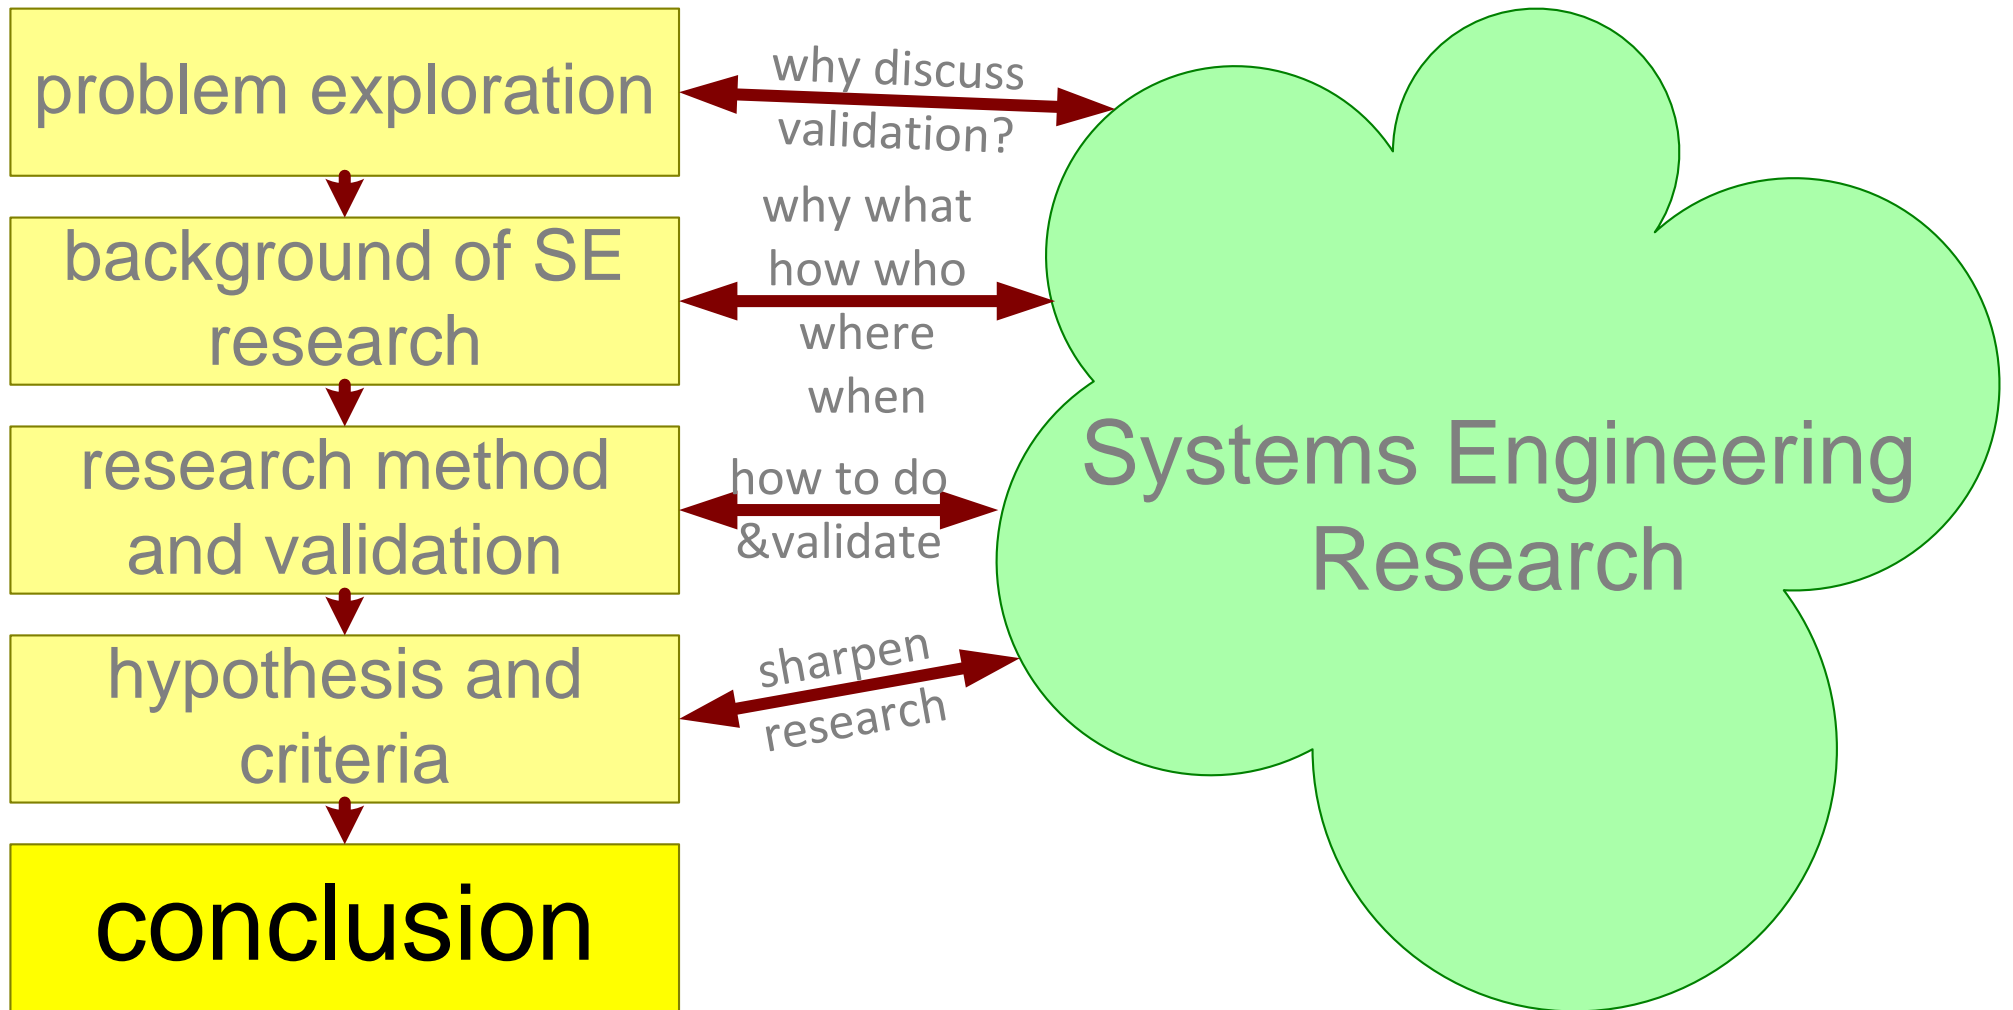 problem exploration
why discuss
validation?
background of SE
research
why what
how who
where
when
research method
and validation
how to do
&validate
hypothesis and
criteria
sharpen
research
conclusion
Systems Engineering
Research